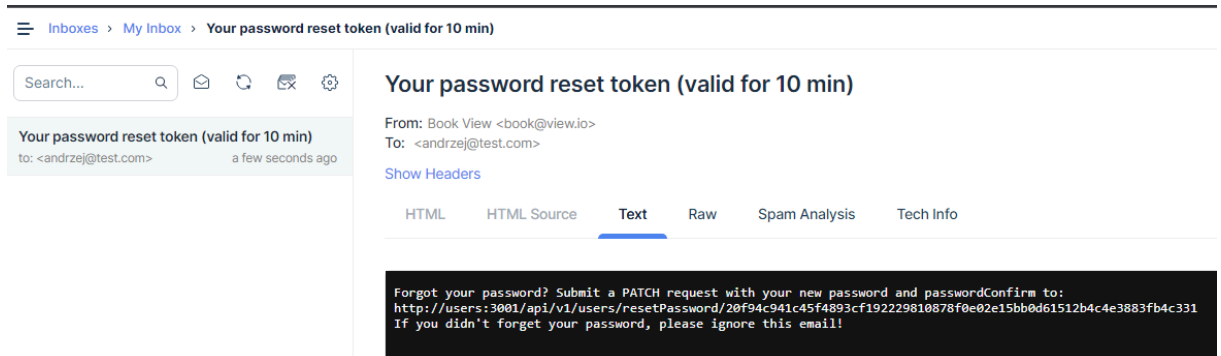 Inboxes › My Inbox › Your password reset token (valid for 10 min)
Search...
Your password reset token (valid for 10 min)
to: <andrzej@test.com> a few seconds ago
Your password reset token (valid for 10 min)
From: Book View <book@view.io>
To: <andrzej@test.com>
Show Headers
HTML HTML Source Text Raw Spam Analysis Tech Info
Forgot your password? Submit a PATCH request with your new password and passwordConfirm to:
http://users:3001/api/v1/users/resetPassword/20f94c941c45f4893cf192229810878f0e02e15bb0d61512b4c4e3883fb4c331
If you didn't forget your password, please ignore this email!